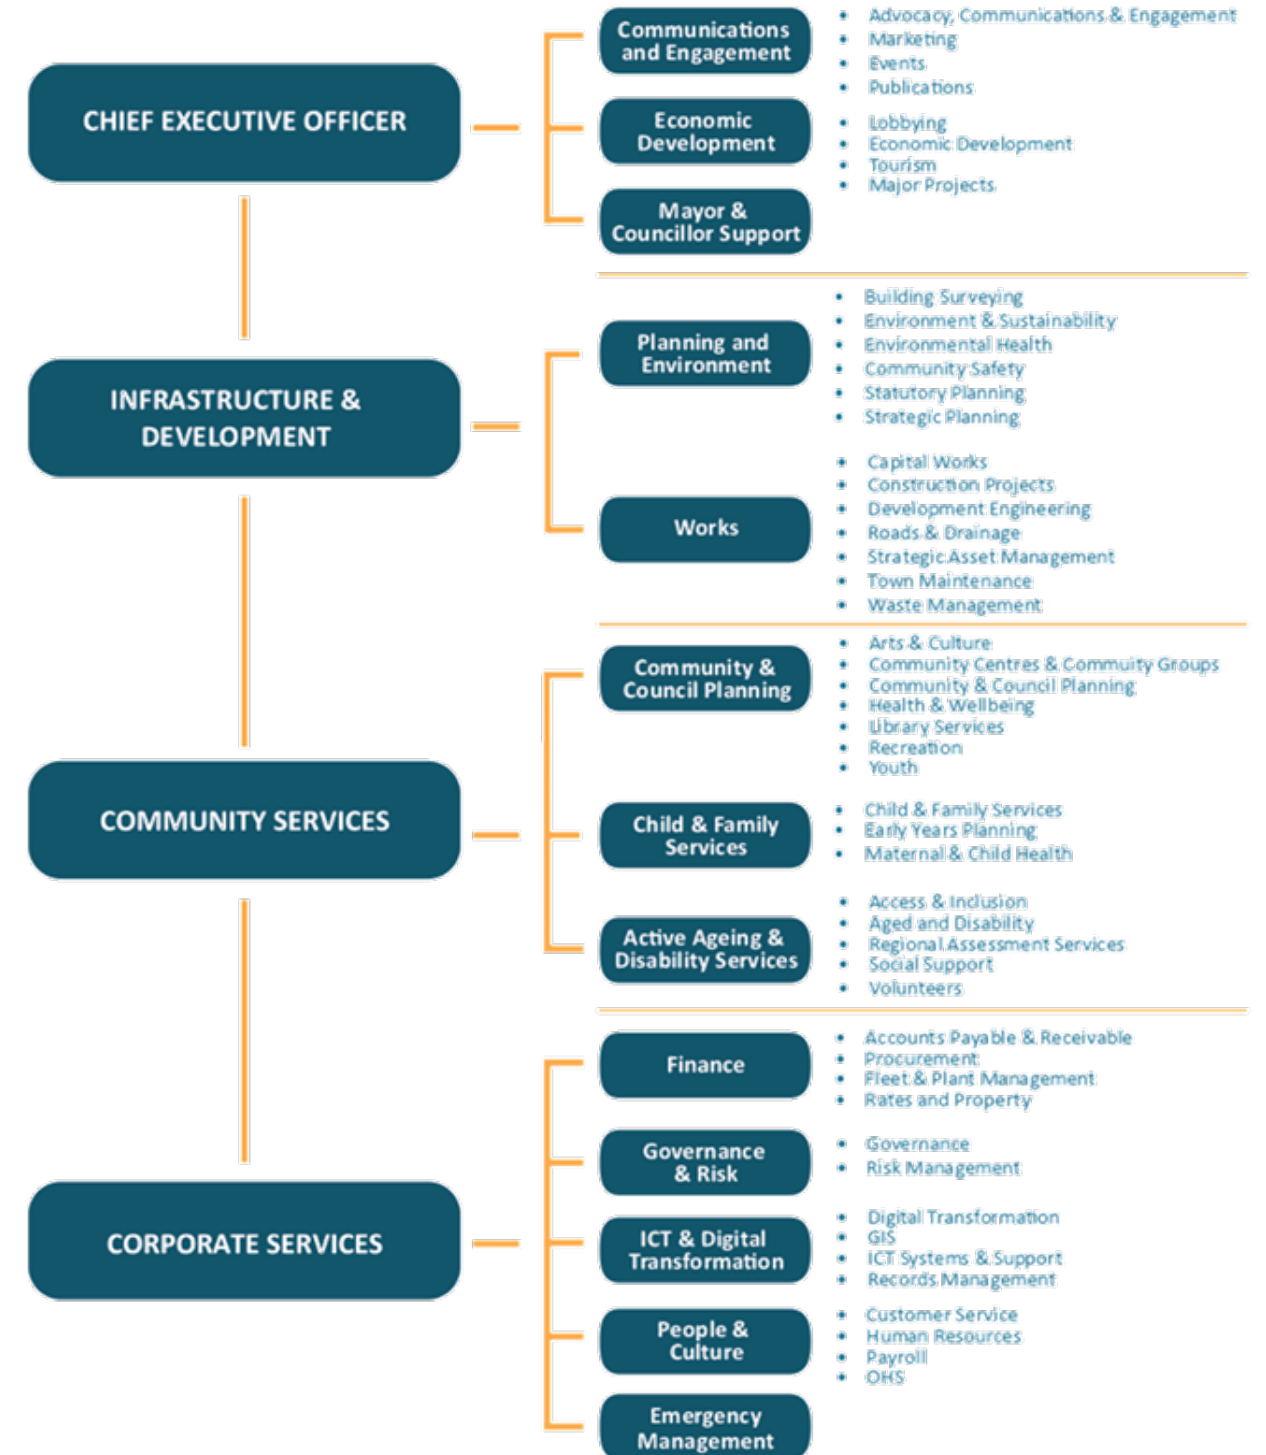 CHIEF EXECUTIVE OFFICER
Communications
and Engagement
• Advocacy, Communications & Engagement
• Marketing
• Events
• Publications
Economic
Development
• Lobbying
• Economic Development
• Tourism
• Major Projects
Mayor &
Councillor Support
INFRASTRUCTURE &
DEVELOPMENT
Planning and
Environment
• Building Surveying
• Environment & Sustainability
• Environmental Health
• Community Safety
• Statutory Planning
• Strategic Planning
Works
• Capital Works
• Construction Projects
• Development Engineering
• Roads & Drainage
• Strategic Asset Management
• Town Maintenance
• Waste Management
COMMUNITY SERVICES
Community &
Council Planning
• Arts & Culture
• Community Centres & Commuity Groups
• Community & Council Planning
• Health & Wellbeing
• Library Services
• Recreation
• Youth
Child & Family
Services
• Child & Family Services
• Early Years Planning
• Maternal & Child Health
Active Ageing &
Disability Services
• Access & Inclusion
• Aged and Disability
• Regional Assessment Services
• Social Support
• Volunteers
CORPORATE SERVICES
Finance
• Accounts Payable & Receivable
• Procurement
• Fleet & Plant Management
• Rates and Property
Governance
& Risk
• Governance
• Risk Management
ICT & Digital
Transformation
• Digital Transformation
• GIS
• ICT Systems & Support
• Records Management
People &
Culture
• Customer Service
• Human Resources
• Payroll
• OHS
Emergency
Management